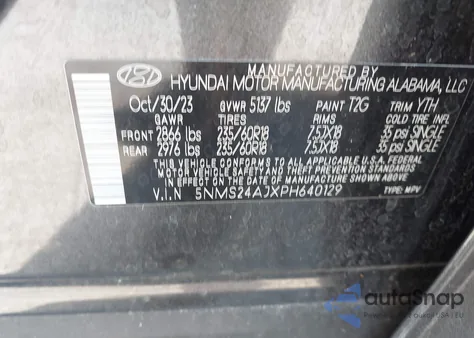 MANUFACTURED BY
HYUNDAI MOTOR MANUFACTURING ALABAMA, LLC
Oct/30/23 GVWR 5137 lbs PAINT T2G TRIM YTH
GAWR TIRES RIMS COLD TIRE INFL.
FRONT 2866 lbs 235/60R18 7.5JX18 35 psi SINGLE
REAR 2976 lbs 235/60R18 7.5JX18 35 psi SINGLE
THIS VEHICLE CONFORMS TO ALL APPLICABLE U.S.A. FEDERAL
MOTOR VEHICLE SAFETY AND THEFT PREVENTION STANDARDS
IN EFFECT ON THE DATE OF MANUFACTURE SHOWN ABOVE.
V.I.N 5NMS24AJXPH640129 TYPE: MPV
autoSnap